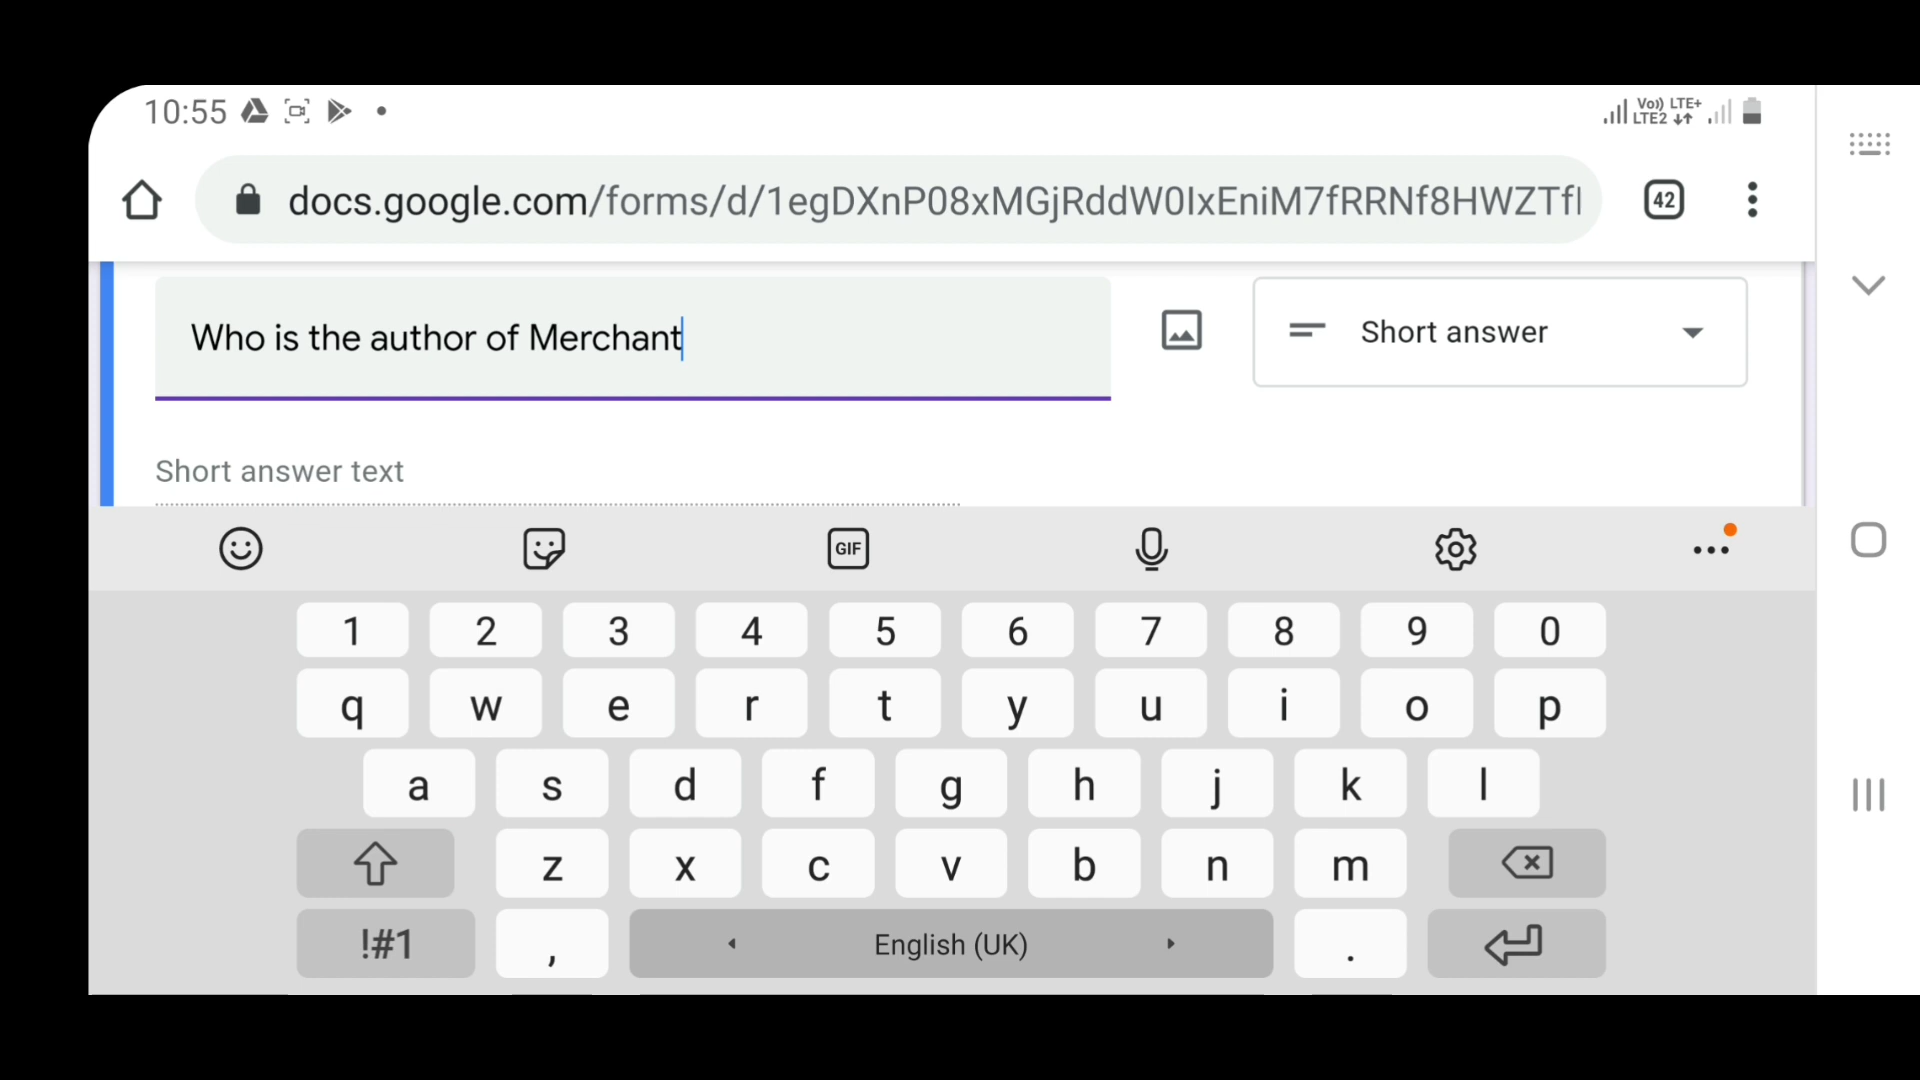 10:55
Vo) LTE+
LTE2
docs.google.com/forms/d/1egDXnP08xMGjRddW0IxEniM7fRRNf8HWZTfI
42
Who is the author of Merchant
Short answer
Short answer text
GIF
1 2 3 4 5 6 7 8 9 0
q w e r t y u i o p
a s d f g h j k l
z x c v b n m
!#1 , English (UK) .